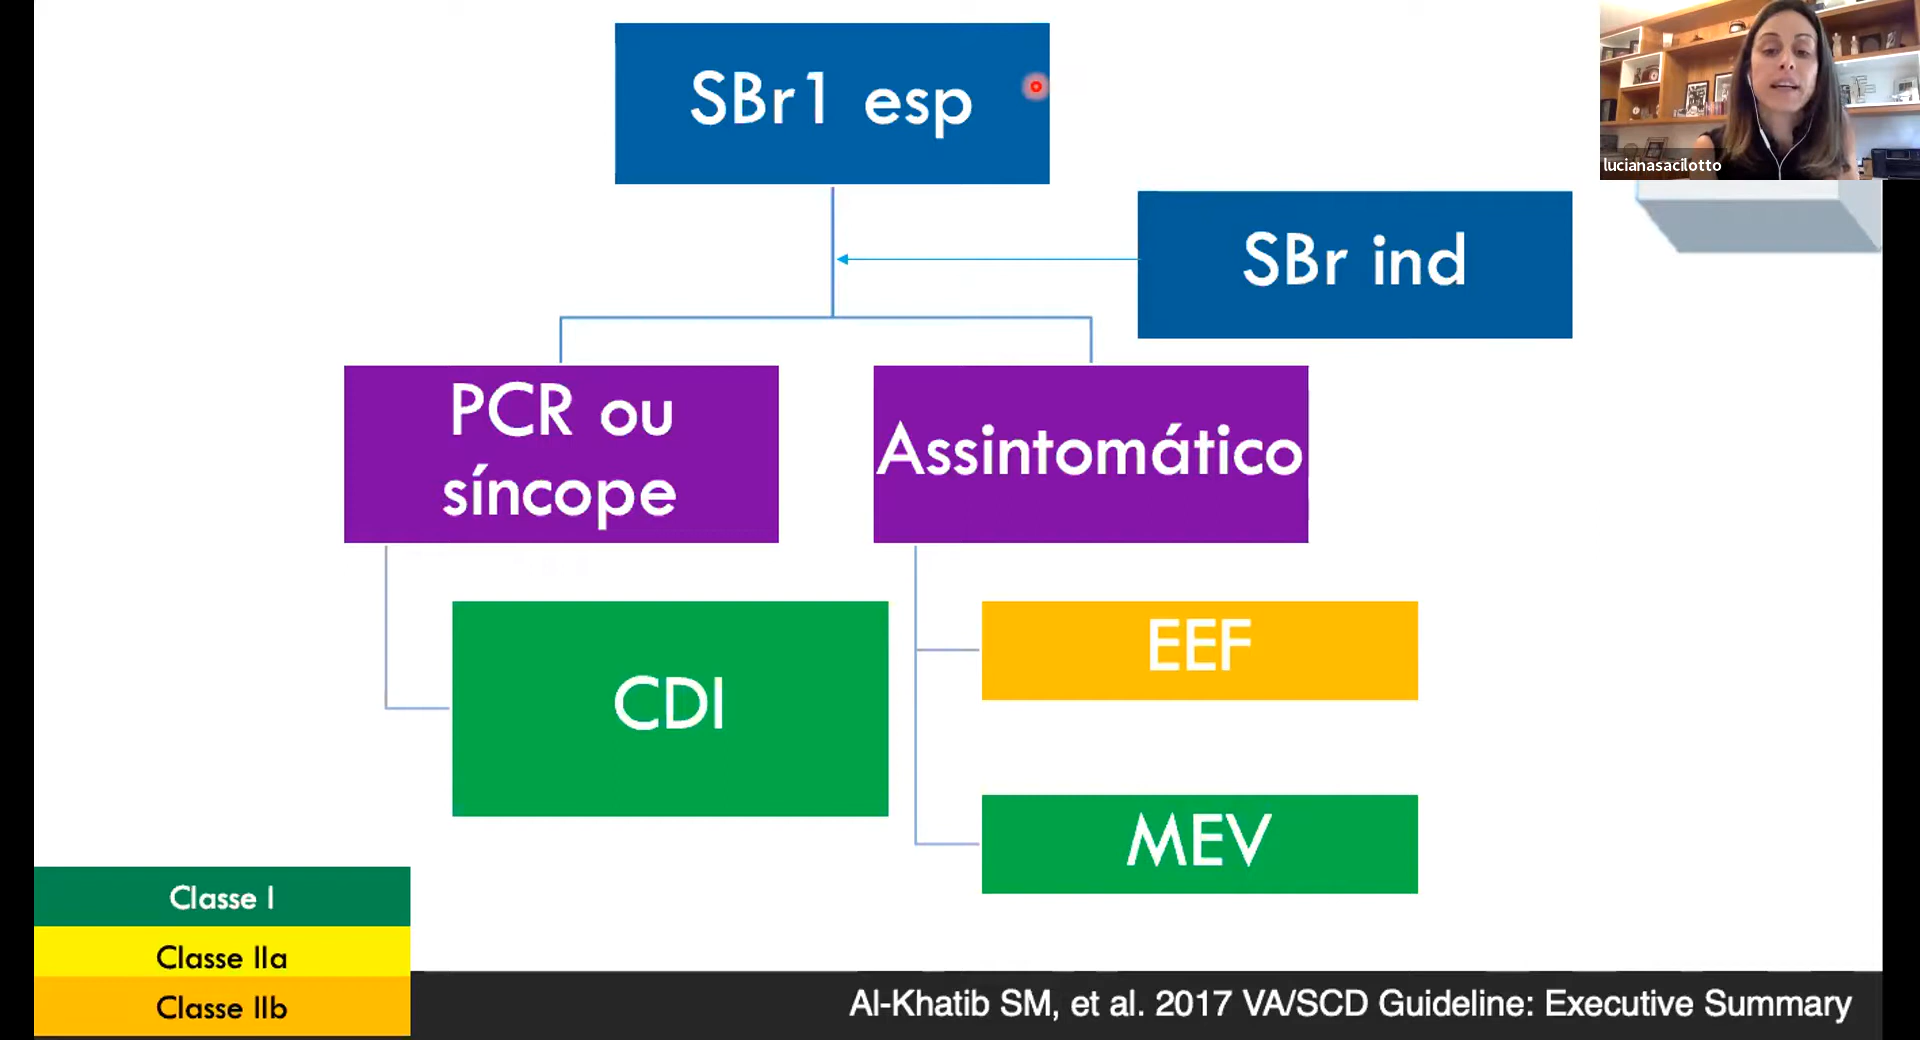 SBr1 esp
lucianasacilotto
SBr ind
PCR ou
síncope
Assintomático
EEF
CDI
MEV
Classe I
Classe IIa
Classe IIb
Al-Khatib SM, et al. 2017 VA/SCD Guideline: Executive Summary